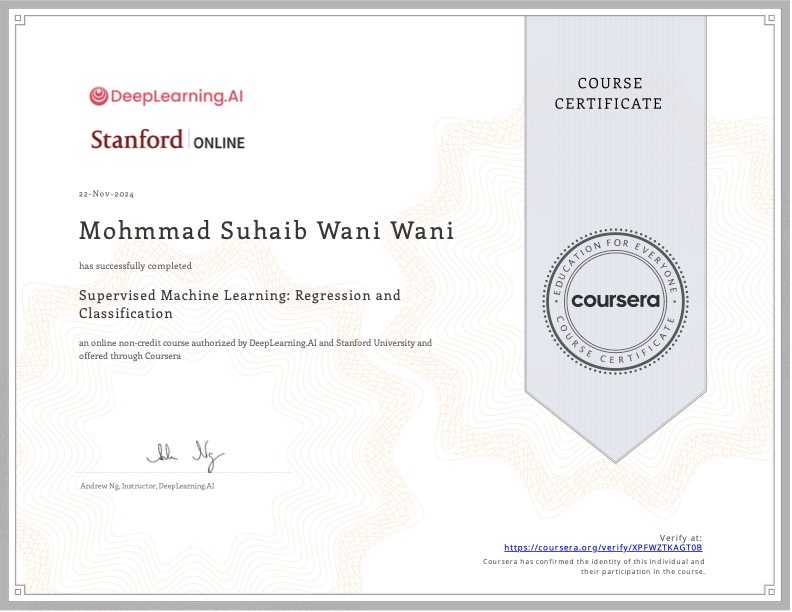 DeepLearning.AI
Stanford | ONLINE
COURSE
CERTIFICATE
22-Nov-2024
Mohmmad Suhaib Wani Wani
has successfully completed
Supervised Machine Learning: Regression and
Classification
an online non-credit course authorized by DeepLearning.AI and Stanford University and
offered through Coursera
EDUCATION FOR EVERYONE
coursera
COURSE CERTIFICATE
Andrew Ng, Instructor, DeepLearning.AI
Verify at:
https://coursera.org/verify/XPFWZTKAGT0B
Coursera has confirmed the identity of this individual and
their participation in the course.